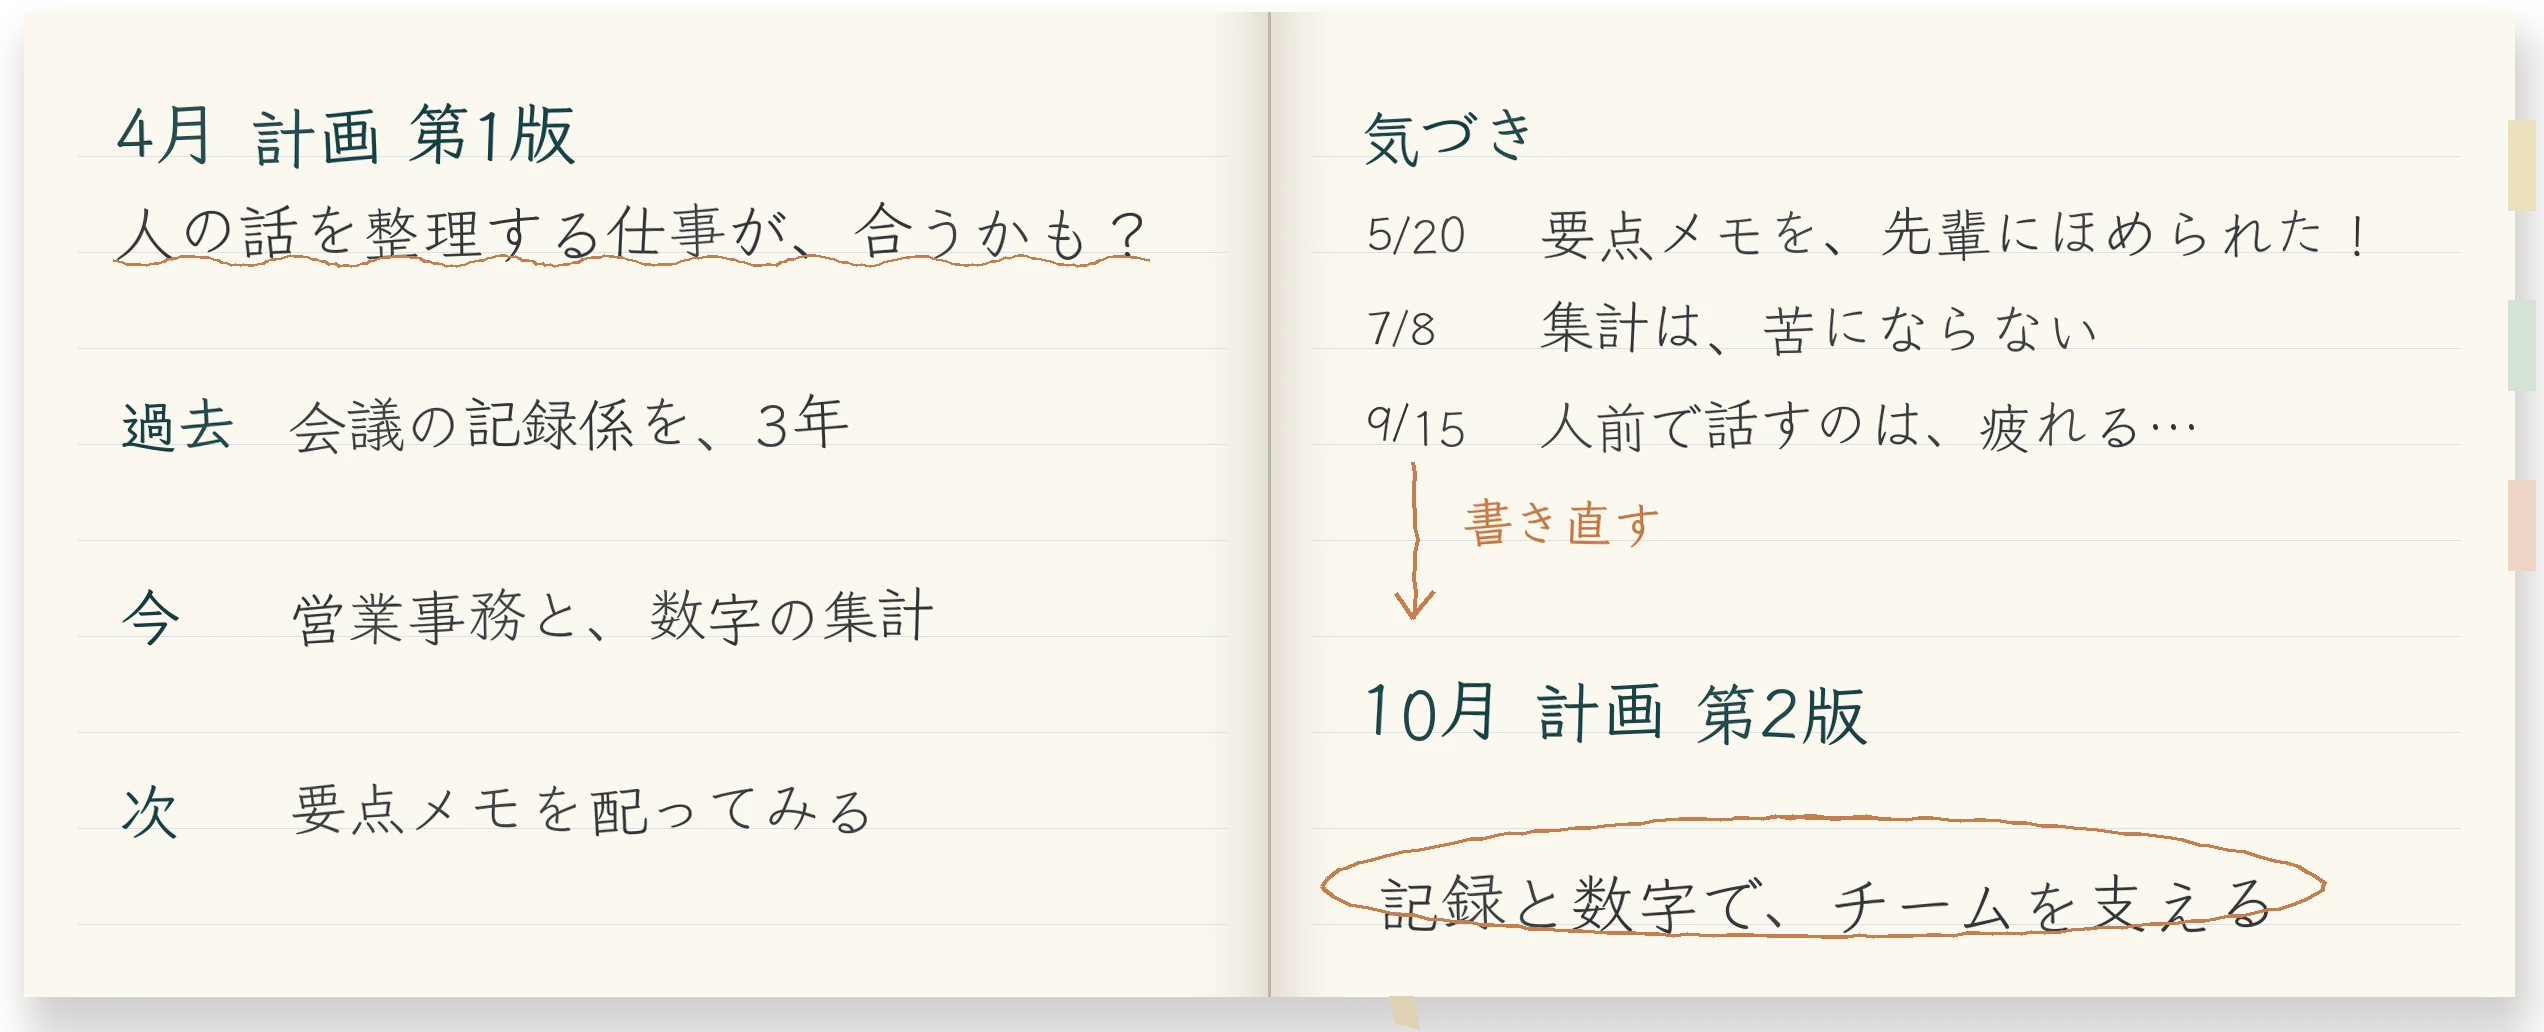 4月 計画 第1版
人の話を整理する仕事が、合うかも？
過去 会議の記録係を、3年
今 営業事務と、数字の集計
次 要点メモを配ってみる
気づき
5/20 要点メモを、先輩にほめられた！
7/8 集計は、苦にならない
9/15 人前で話すのは、疲れる…
書き直す
10月 計画 第2版
記録と数字で、チームを支える